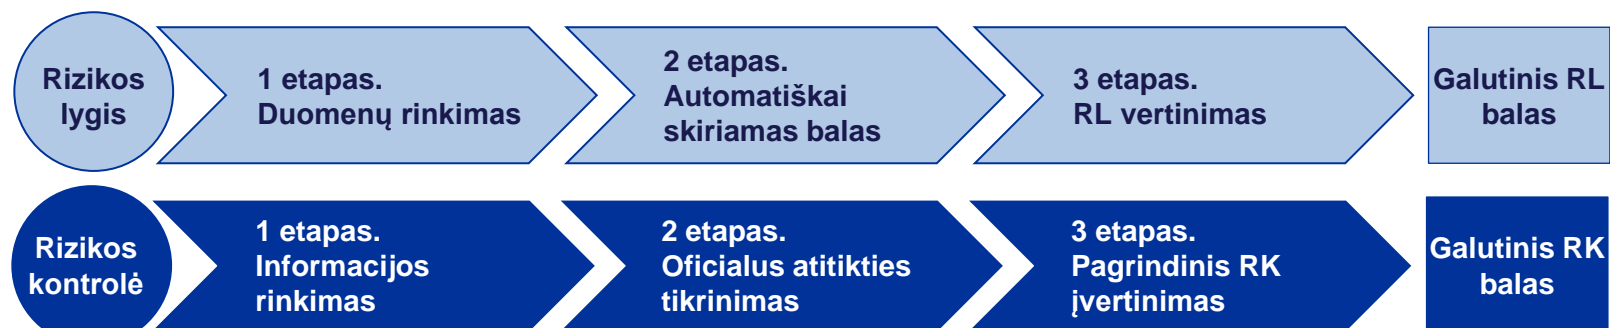 Rizikos
lygis
1 etapas.
Duomenų rinkimas
2 etapas.
Automatiškai
skiriamas balas
3 etapas.
RL vertinimas
Galutinis RL
balas
Rizikos
kontrolė
1 etapas.
Informacijos
rinkimas
2 etapas.
Oficialus atitikties
tikrinimas
3 etapas.
Pagrindinis RK
įvertinimas
Galutinis RK
balas